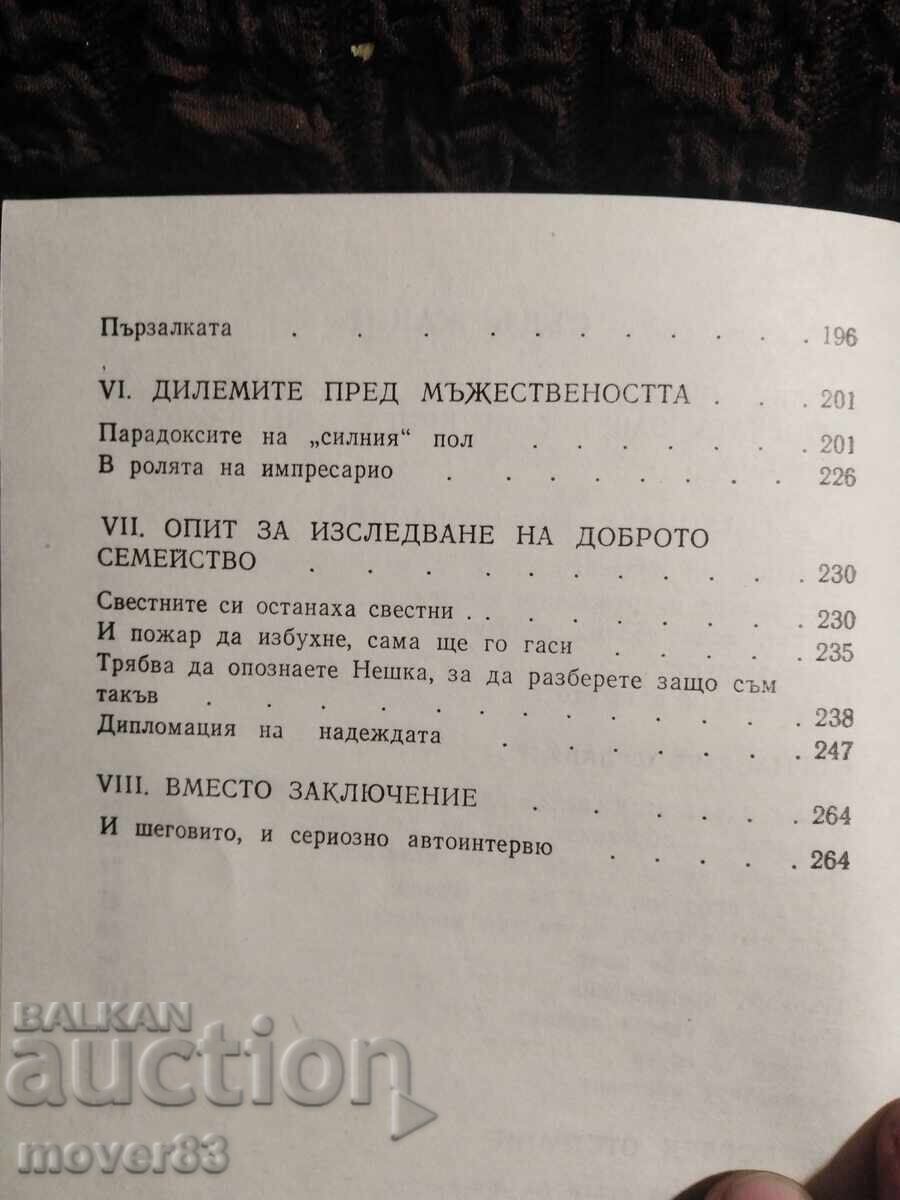 Пързалката . . . . . . . . . . 196
VI. ДИЛЕМИТЕ ПРЕД МЪЖЕСТВЕНОСТТА . . . 201
Парадоксите на „силния“ пол . . . . . . 201
В ролята на импресарио . . . . . . . 226
VII. ОПИТ ЗА ИЗСЛЕДВАНЕ НА ДОБРОТО
СЕМЕЙСТВО . . . . . . . . . 230
Свестните си останаха свестни . . . . . . . 230
И пожар да избухне, сама ще го гаси . . . . 235
Трябва да опознаете Нешка, за да разберете защо съм
такъв . . . . . . . . . . . 238
Дипломация на надеждата . . . . . . 247
VIII. ВМЕСТО ЗАКЛЮЧЕНИЕ . . . . . 264
И шеговито, и сериозно автоинтервю . . . . . 264
BALKAN
auction
mover83